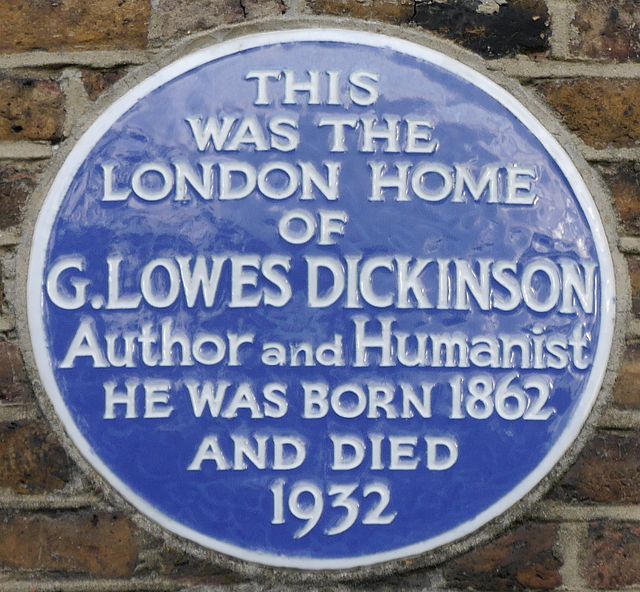 THIS
WAS THE
LONDON HOME
OF
G.LOWES DICKINSON
Author and Humanist
HE WAS BORN 1862
AND DIED
1932